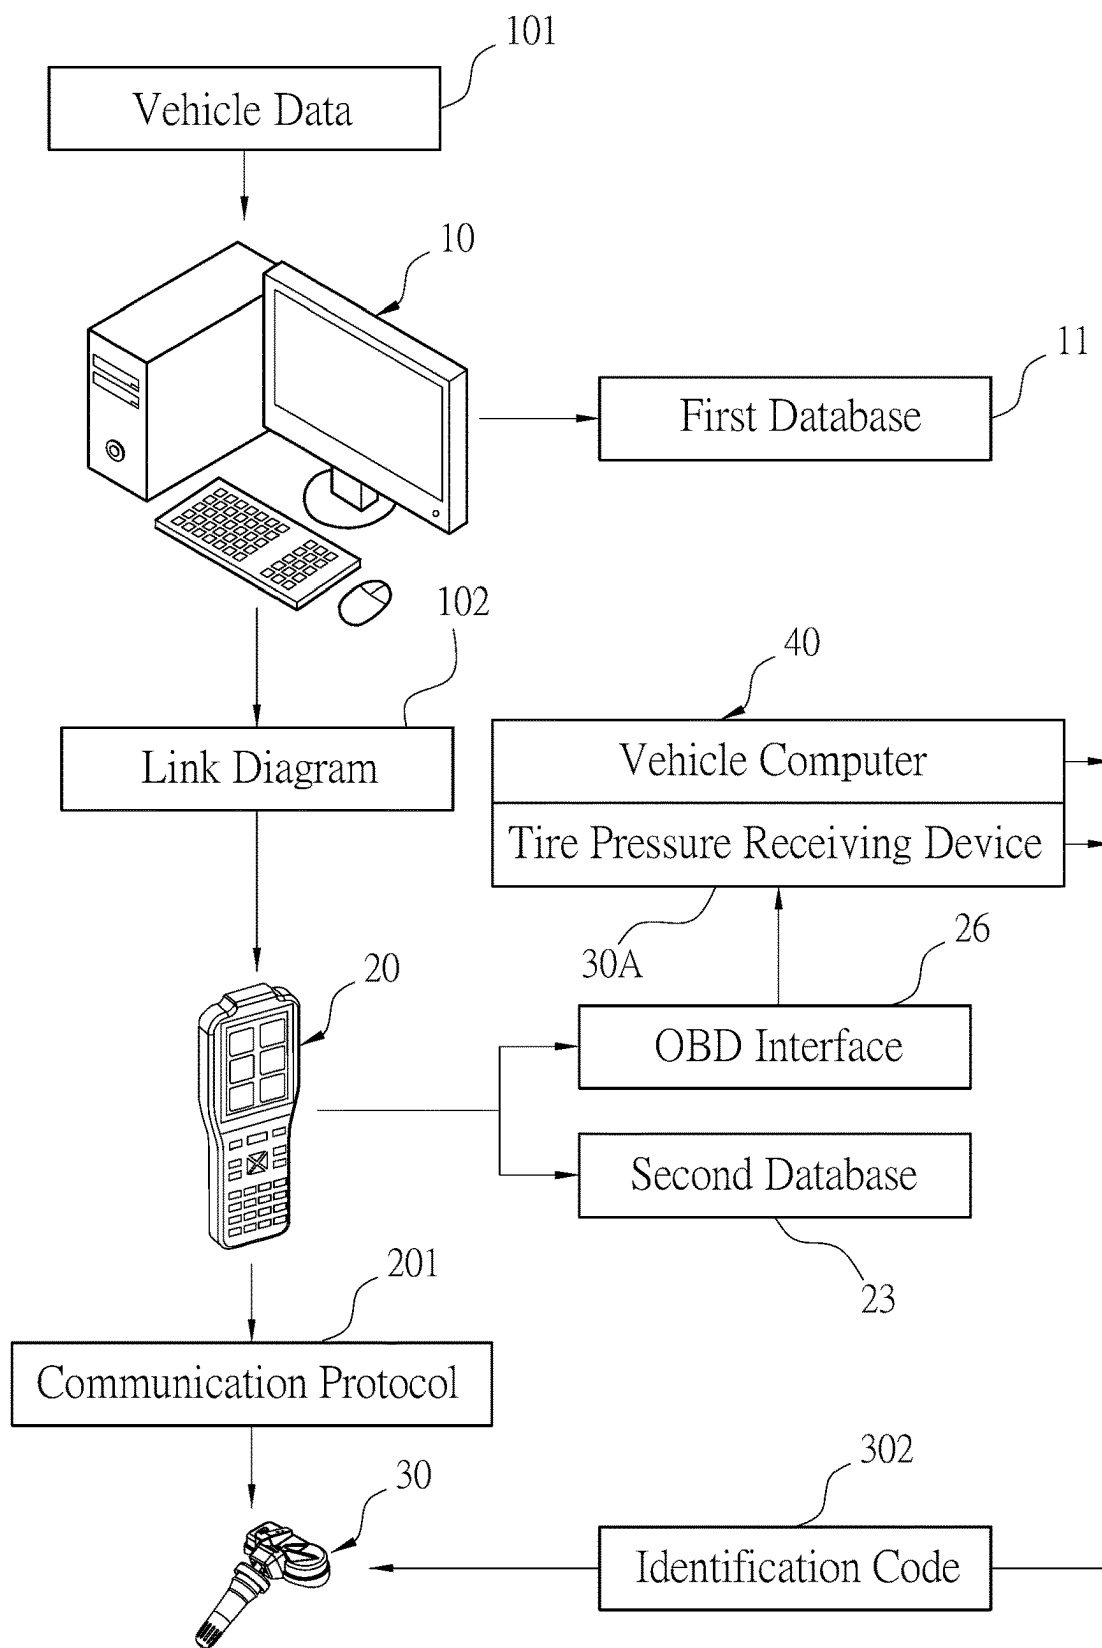 101
Vehicle Data
10
11
First Database
102
40
Link Diagram
Vehicle Computer
Tire Pressure Receiving Device
30A
26
20
OBD Interface
Second Database
23
201
Communication Protocol
302
30
Identification Code